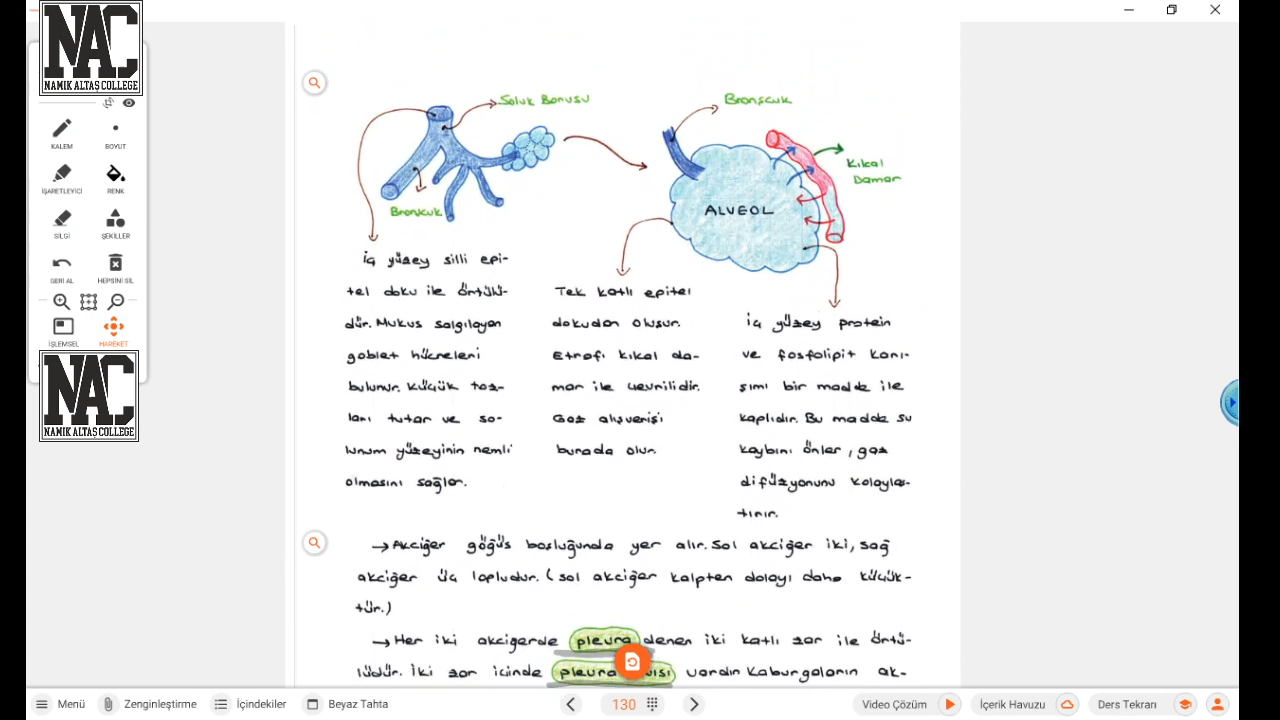 NAC
NAMIK ALTAS COLLEGE
KALEM
BOYUT
İŞARETLEYİCİ
RENK
SİLGİ
ŞEKİLLER
GERİ AL
HEPSİNİ SİL
İŞLEMSEL
HAREKET
NAC
NAMIK ALTAS COLLEGE
Soluk Borusu
Bronşcuk
Bronşcuk
Kılcal
Damar
ALVEOL
İç yüzey silli epi-
tel doku ile örtülü-
dür. Mukus salgılayan
goblet hücreleri
bulunur. Küçük toz-
ları tutar ve so-
lunum yüzeyinin nemli
olmasını sağlar.
Tek katlı epitel
dokudan oluşur.
Etrafı kılcal da-
mar ile çevrilidir.
Gaz alışverişi
burada olur.
İç yüzey protein
ve fosfolipit karı-
şımı bir madde ile
kaplıdır. Bu madde su
kaybını önler, gaz
difüzyonunu kolaylaş-
tırır.
→ Akciğer göğüs boşluğunda yer alır. Sol akciğer iki, sağ
akciğer üç lopludur. (sol akciğer kalpten dolayı daha küçük-
tür.)
→ Her iki akciğerde pleura denen iki katlı zar ile örtü-
lüdür. İki zar içinde pleura vardır. Kaburgaların ak-
Menü
Zenginleştirme
İçindekiler
Beyaz Tahta
130
Video Çözüm
İçerik Havuzu
Ders Tekrarı